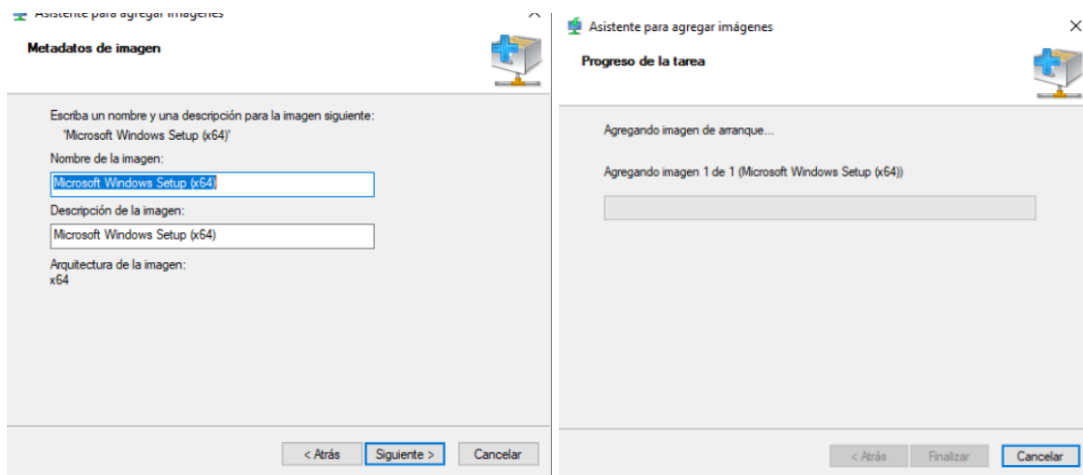 Asistente para agregar imágenes
Metadatos de imagen
Escriba un nombre y una descripción para la imagen siguiente:
'Microsoft Windows Setup (x64)'
Nombre de la imagen:
Microsoft Windows Setup (x64)
Descripción de la imagen:
Microsoft Windows Setup (x64)
Arquitectura de la imagen:
x64
< Atrás
Siguiente >
Cancelar
Asistente para agregar imágenes
Progreso de la tarea
Agregando imagen de arranque...
Agregando imagen 1 de 1 (Microsoft Windows Setup (x64))
< Atrás
Finalizar
Cancelar